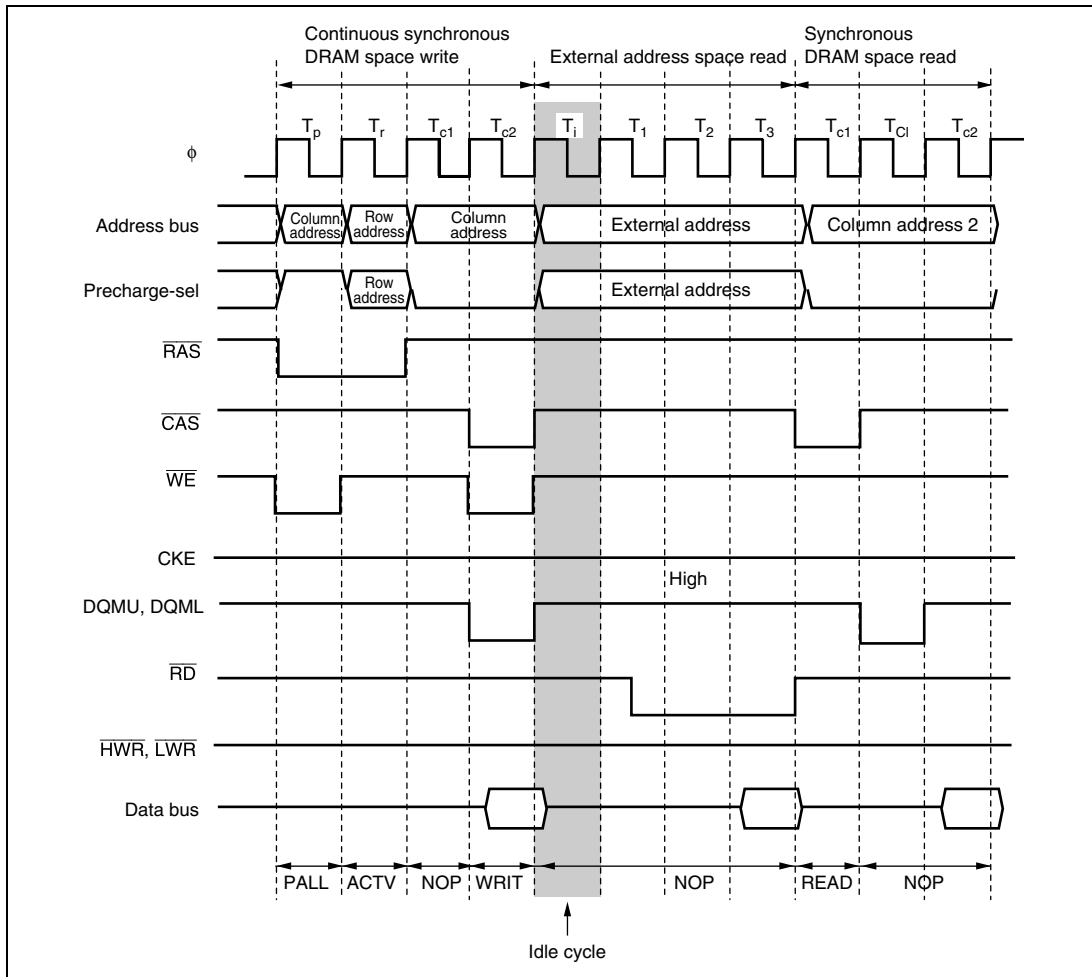 Continuous synchronous
DRAM space write
External address space read
Synchronous
DRAM space read
Tp Tr Tc1 Tc2 Ti T1 T2 T3 Tc1 TCl Tc2
ϕ
Address bus
Column
address
Row
address
Column
address
External address
Column address 2
Precharge-sel
Row
address
External address
RAS
CAS
WE
CKE
High
DQMU, DQML
RD
HWR, LWR
Data bus
PALL ACTV NOP WRIT NOP READ NOP
Idle cycle